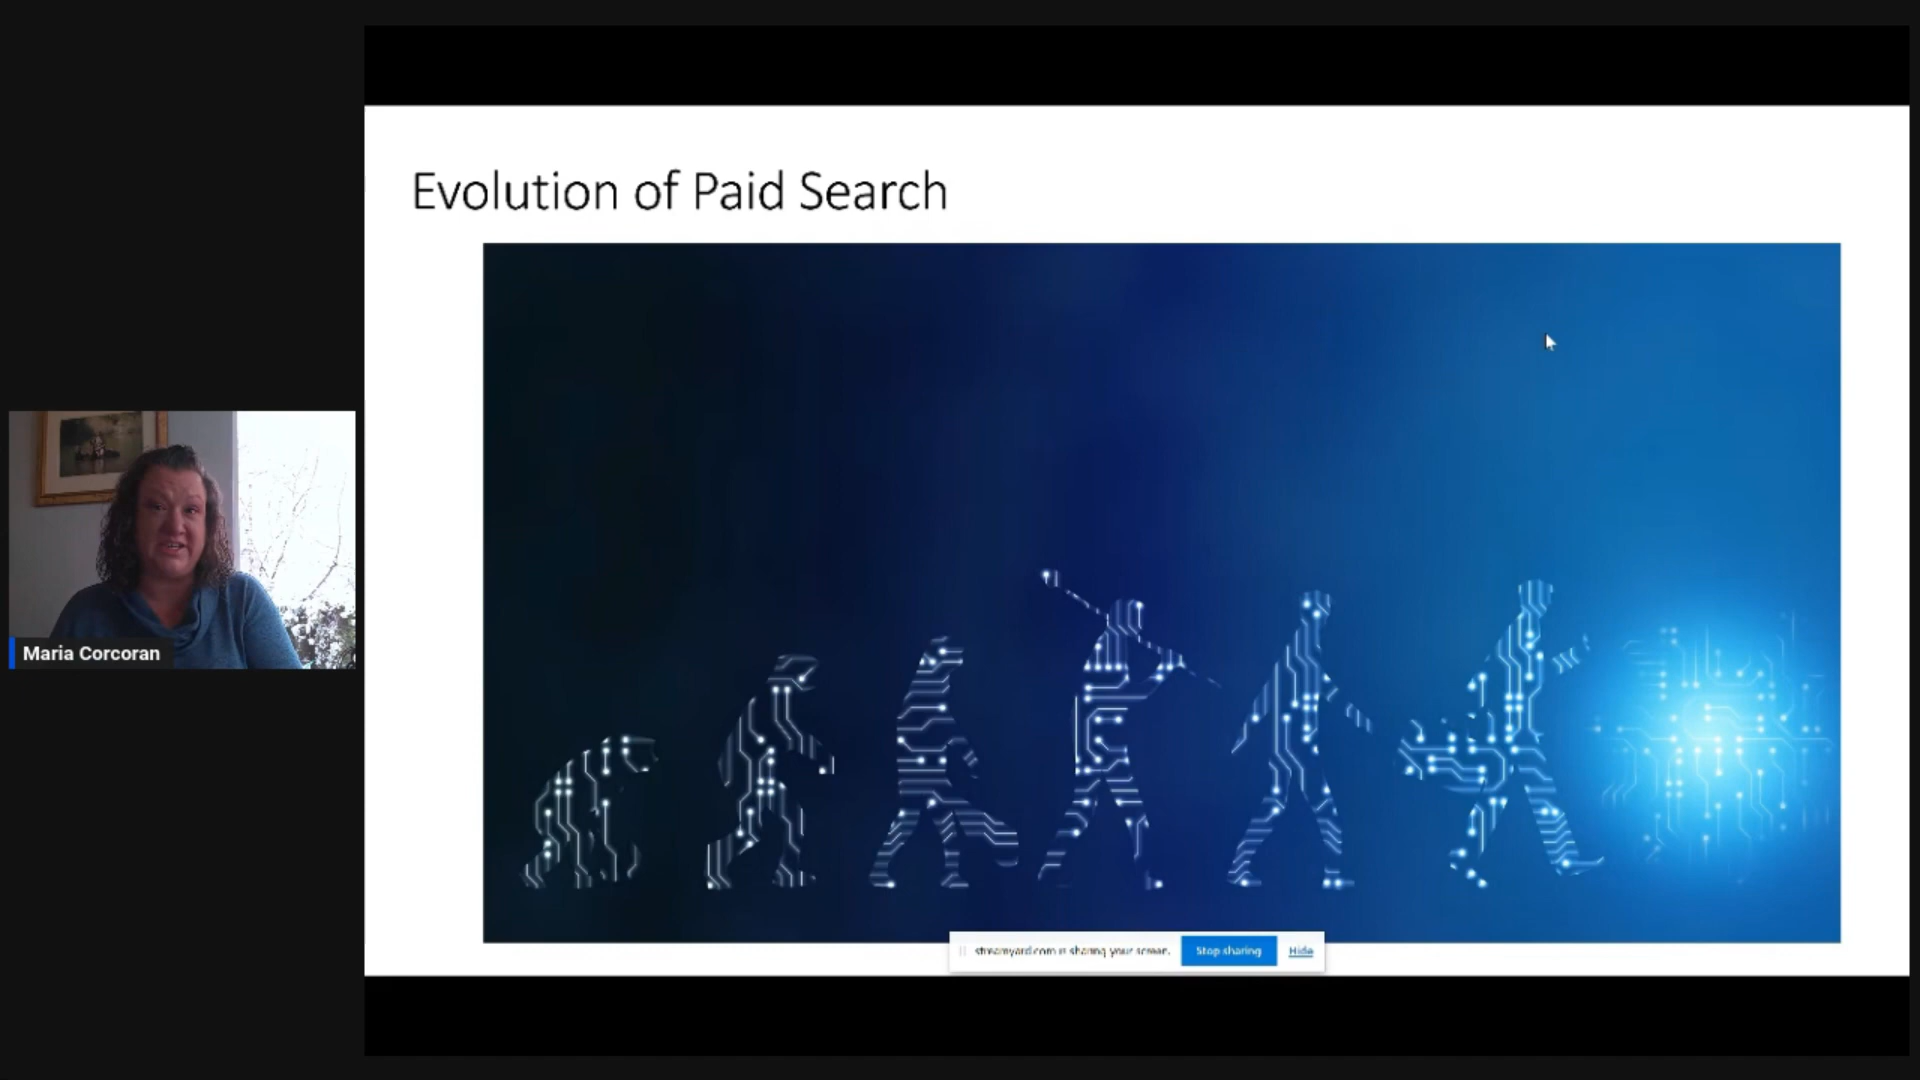 Evolution of Paid Search
Maria Corcoran
streamyard.com is sharing your screen. Stop sharing Hide